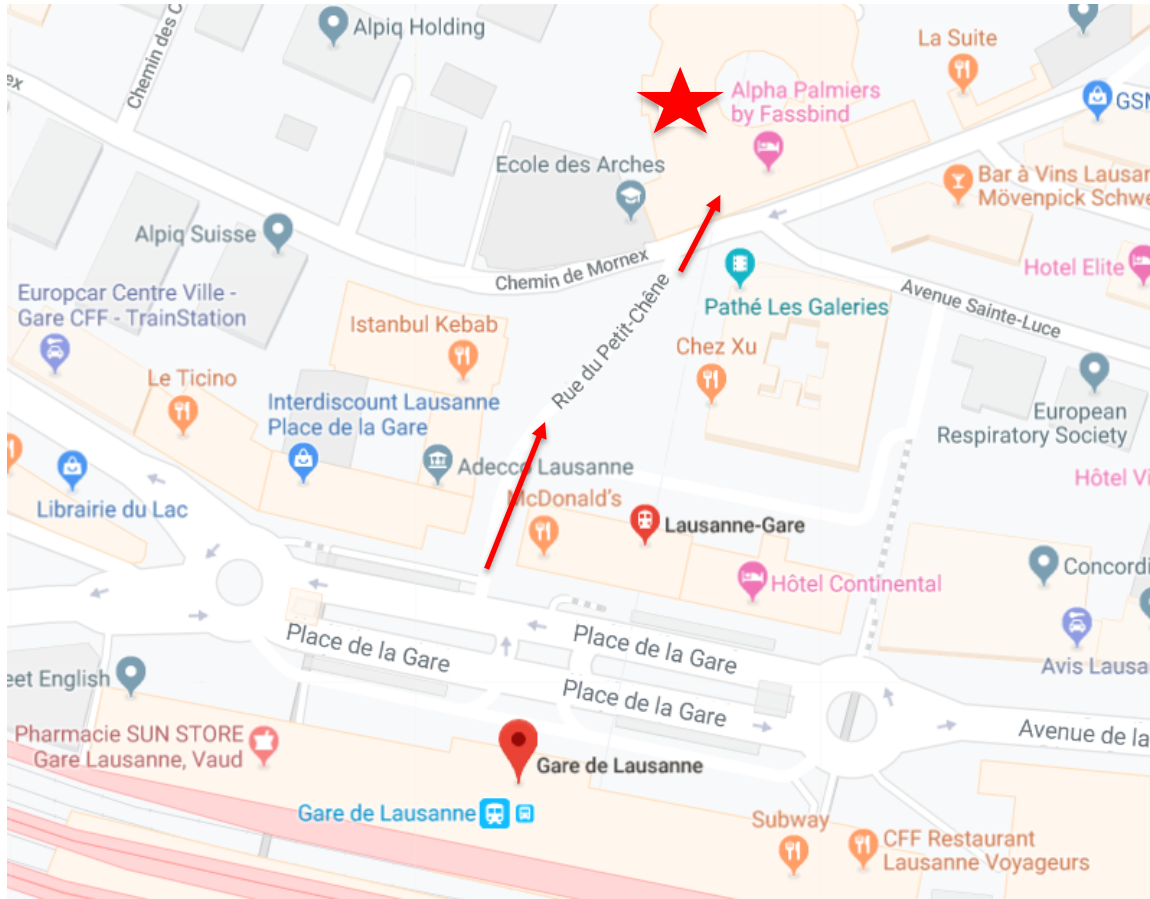 Alpiq Holding
Chemin des C
La Suite
Alpha Palmiers
by Fassbind
GSN
ex
Ecole des Arches
Bar à Vins Lausan
Mövenpick Schwe
Alpiq Suisse
Chemin de Mornex
Hotel Elite
Europcar Centre Ville -
Gare CFF - TrainStation
Pathé Les Galeries
Avenue Sainte-Luce
Istanbul Kebab
Rue du Petit-Chêne
Chez Xu
Le Ticino
Interdiscount Lausanne
Place de la Gare
European
Respiratory Society
Adecco Lausanne
Hôtel Vi
McDonald's
Librairie du Lac
Lausanne-Gare
Concordi
Hôtel Continental
Place de la Gare
Place de la Gare
Avis Lausa
eet English
Place de la Gare
Pharmacie SUN STORE
Gare Lausanne, Vaud
Avenue de la
Gare de Lausanne
Gare de Lausanne
Subway
CFF Restaurant
Lausanne Voyageurs